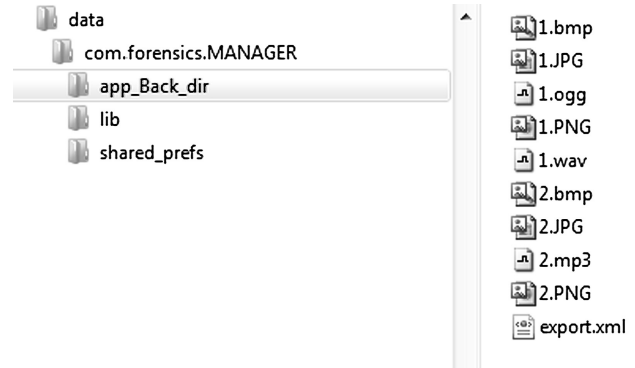 data
com.forensics.MANAGER
app_Back_dir
lib
shared_prefs
1.bmp
1.JPG
1.ogg
1.PNG
1.wav
2.bmp
2.JPG
2.mp3
2.PNG
export.xml